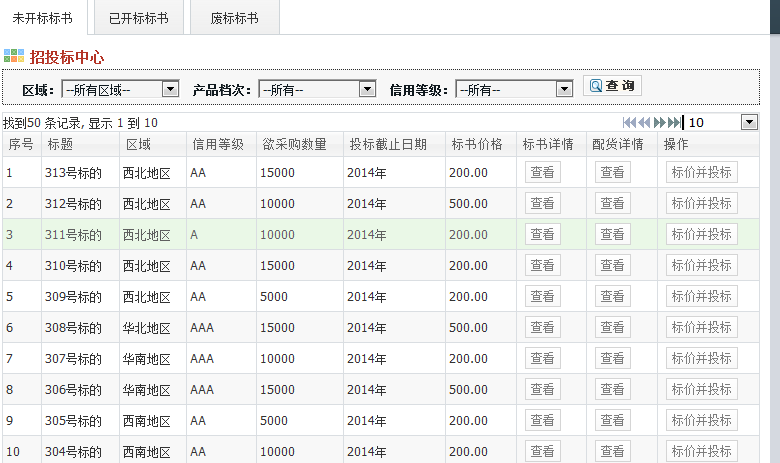 未开标标书 已开标标书 废标标书
招投标中心
区域： --所有区域-- 产品档次： --所有-- 信用等级： --所有-- 查 询
找到50 条记录, 显示 1 到 10 10
序号 标题 区域 信用等级 欲采购数量 投标截止日期 标书价格 标书详情 配货详情 操作
1 313号标的 西北地区 AA 15000 2014年 200.00 查看 查看 标价并投标
2 312号标的 西北地区 AA 10000 2014年 500.00 查看 查看 标价并投标
3 311号标的 西北地区 A 10000 2014年 200.00 查看 查看 标价并投标
4 310号标的 西北地区 AA 15000 2014年 200.00 查看 查看 标价并投标
5 309号标的 西北地区 AA 5000 2014年 200.00 查看 查看 标价并投标
6 308号标的 华北地区 AAA 15000 2014年 500.00 查看 查看 标价并投标
7 307号标的 华南地区 AAA 10000 2014年 200.00 查看 查看 标价并投标
8 306号标的 华南地区 AAA 15000 2014年 500.00 查看 查看 标价并投标
9 305号标的 西南地区 AA 5000 2014年 200.00 查看 查看 标价并投标
10 304号标的 西南地区 AA 10000 2014年 200.00 查看 查看 标价并投标